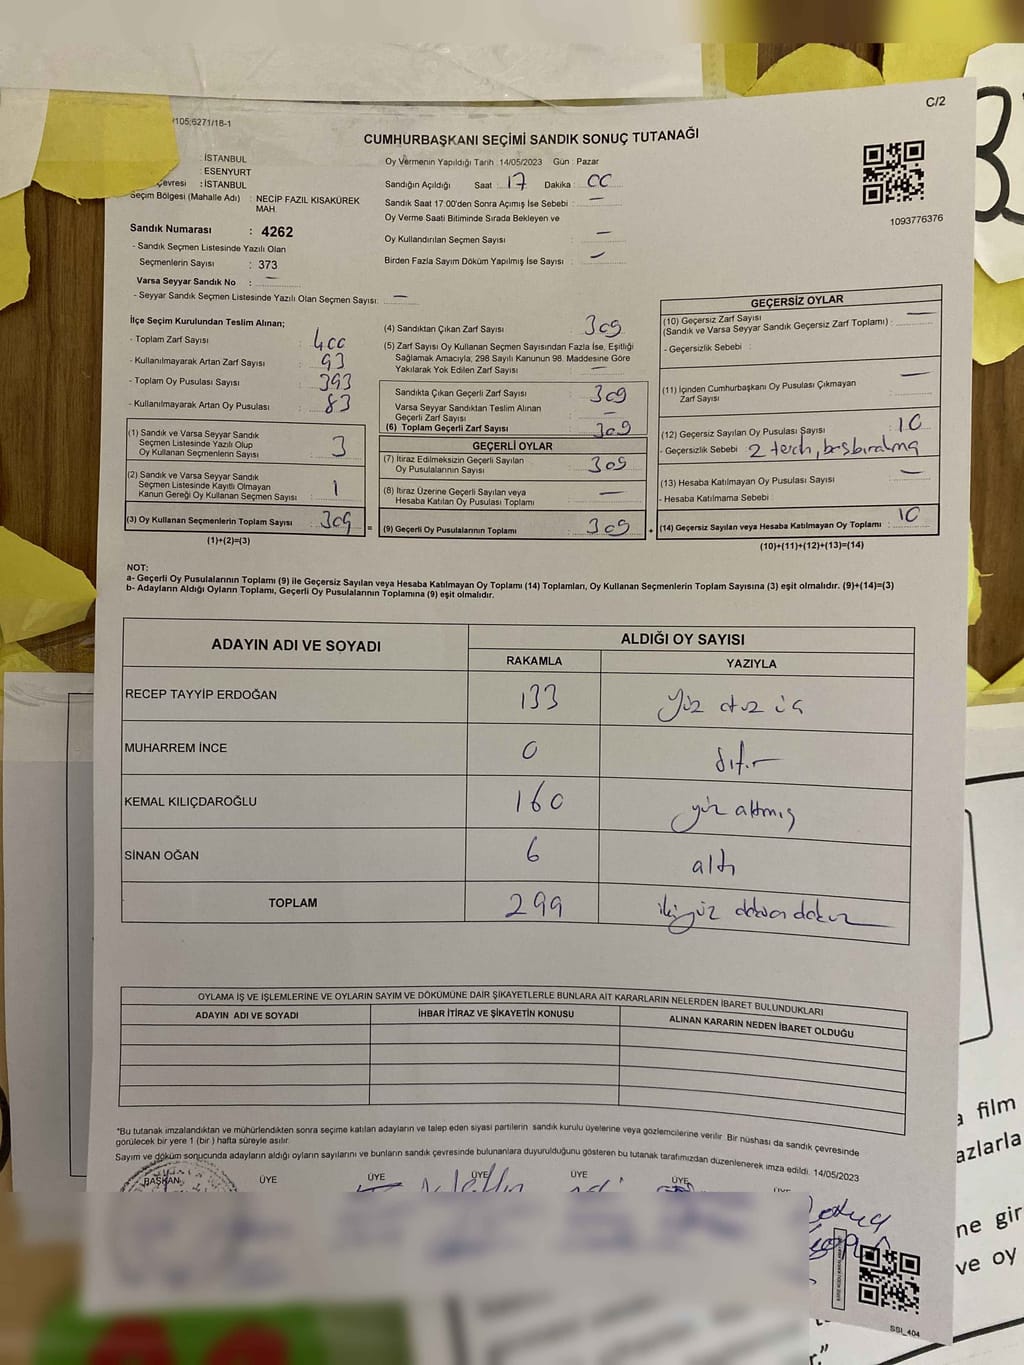 C/2
/105,6271/18-1
CUMHURBAŞKANI SEÇİMİ SANDIK SONUÇ TUTANAĞI
: İSTANBUL
: ESENYURT
Çevresi : İSTANBUL
Seçim Bölgesi (Mahalle Adı) : NECİP FAZIL KISAKÜREK
MAH.
Sandık Numarası : 4262
- Sandık Seçmen Listesinde Yazılı Olan
Seçmenlerin Sayısı : 373
Varsa Seyyar Sandık No : –
- Seyyar Sandık Seçmen Listesinde Yazılı Olan Seçmen Sayısı: –
Oy Vermenin Yapıldığı Tarih : 14/05/2023 Gün : Pazar
Sandığın Açıldığı Saat : 17 Dakika : 00
Sandık Saat 17:00'den Sonra Açımış İse Sebebi : –
Oy Verme Saati Bitiminde Sırada Bekleyen ve
Oy Kullandırılan Seçmen Sayısı : –
Birden Fazla Sayım Döküm Yapılmış İse Sayısı : –
1093776376
İlçe Seçim Kurulundan Teslim Alınan;
- Toplam Zarf Sayısı : 400
- Kullanılmayarak Artan Zarf Sayısı : 93
- Toplam Oy Pusulası Sayısı : 393
- Kullanılmayarak Artan Oy Pusulası : 83
(1) Sandık ve Varsa Seyyar Sandık
Seçmen Listesinde Yazılı Olup
Oy Kullanan Seçmenlerin Sayısı : 3
(2) Sandık ve Varsa Seyyar Sandık
Seçmen Listesinde Kayıtlı Olmayan
Kanun Gereği Oy Kullanan Seçmen Sayısı : 1
(3) Oy Kullanan Seçmenlerin Toplam Sayısı : 309
(1)+(2)=(3)
(4) Sandıktan Çıkan Zarf Sayısı : 309
(5) Zarf Sayısı Oy Kullanan Seçmen Sayısından Fazla İse, Eşitliği
Sağlamak Amacıyla; 298 Sayılı Kanunun 98. Maddesine Göre
Yakılarak Yok Edilen Zarf Sayısı : –
Sandıkta Çıkan Geçerli Zarf Sayısı : 309
Varsa Seyyar Sandıktan Teslim Alınan
Geçerli Zarf Sayısı : –
(6) Toplam Geçerli Zarf Sayısı : 309
GEÇERLİ OYLAR
(7) İtiraz Edilmeksizin Geçerli Sayılan
Oy Pusulalarının Sayısı : 309
(8) İtiraz Üzerine Geçerli Sayılan veya
Hesaba Katılan Oy Pusulası Toplamı : –
= (9) Geçerli Oy Pusulalarının Toplamı : 309 +
GEÇERSİZ OYLAR
(10) Geçersiz Zarf Sayısı
(Sandık ve Varsa Seyyar Sandık Geçersiz Zarf Toplamı) : –
- Geçersizlik Sebebi :
(11) İçinden Cumhurbaşkanı Oy Pusulası Çıkmayan
Zarf Sayısı : –
(12) Geçersiz Sayılan Oy Pusulası Sayısı : 10
- Geçersizlik Sebebi : 2 terch, boşbırakma
(13) Hesaba Katılmayan Oy Pusulası Sayısı : –
- Hesaba Katılmama Sebebi :
(14) Geçersiz Sayılan veya Hesaba Katılmayan Oy Toplamı : 10
(10)+(11)+(12)+(13)=(14)
NOT:
a- Geçerli Oy Pusulalarının Toplamı (9) ile Geçersiz Sayılan veya Hesaba Katılmayan Oy Toplamı (14) Toplamları, Oy Kullanan Seçmenlerin Toplam Sayısına (3) eşit olmalıdır. (9)+(14)=(3)
b- Adayların Aldığı Oyların Toplamı, Geçerli Oy Pusulalarının Toplamına (9) eşit olmalıdır.
ADAYIN ADI VE SOYADI ALDIĞI OY SAYISI
RAKAMLA YAZIYLA
RECEP TAYYİP ERDOĞAN 133 yüz otuz üç
MUHARREM İNCE 0 sıfır
KEMAL KILIÇDAROĞLU 160 yüz altmış
SİNAN OĞAN 6 altı
TOPLAM 299 ikiyüz doksan dokuz
OYLAMA İŞ VE İŞLEMLERİNE VE OYLARIN SAYIM VE DÖKÜMÜNE DAİR ŞİKAYETLERLE BUNLARA AİT KARARLARIN NELERDEN İBARET BULUNDUKLARI
ADAYIN ADI VE SOYADI İHBAR İTİRAZ VE ŞİKAYETİN KONUSU ALINAN KARARIN NEDEN İBARET OLDUĞU
*Bu tutanak imzalandıktan ve mühürlendikten sonra seçime katılan adayların ve talep eden siyasi partilerin sandık kurulu üyelerine veya gözlemcilerine verilir. Bir nüshası da sandık çevresinde
görülecek bir yere 1 (bir) hafta süreyle asılır.
Sayım ve döküm sonucunda adayların aldığı oyların sayılarını ve bunların sandık çevresinde bulunanlara duyurulduğunu gösteren bu tutanak tarafımızdan düzenlenerek imza edildi. 14/05/2023
BAŞKAN ÜYE ÜYE ÜYE ÜYE ÜYE ÜYE
SSI_404
film
azlarla
ne gir
ve oy